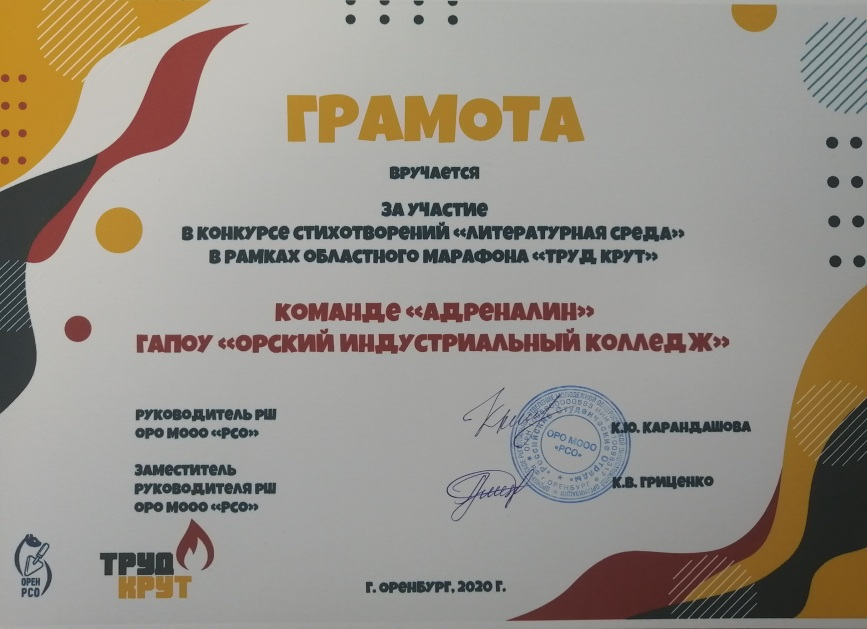 ГРАМОТА
ВРУЧАЕТСЯ
ЗА УЧАСТИЕ
В КОНКУРСЕ СТИХОТВОРЕНИЙ «ЛИТЕРАТУРНАЯ СРЕДА»
В РАМКАХ ОБЛАСТНОГО МАРАФОНА «ТРУД КРУТ»
КОМАНДЕ «АДРЕНАЛИН»
ГАПОУ «ОРСКИЙ ИНДУСТРИАЛЬНЫЙ КОЛЛЕДЖ»
РУКОВОДИТЕЛЬ РШ
ОРО МООО «РСО»
К.Ю. КАРАНДАШОВА
ЗАМЕСТИТЕЛЬ
РУКОВОДИТЕЛЯ РШ
ОРО МООО «РСО»
К.В. ГРИЦЕНКО
ОРО МООО
«РСО»
ОРЕН
РСО
ТРУД
КРУТ
Г. ОРЕНБУРГ, 2020 Г.